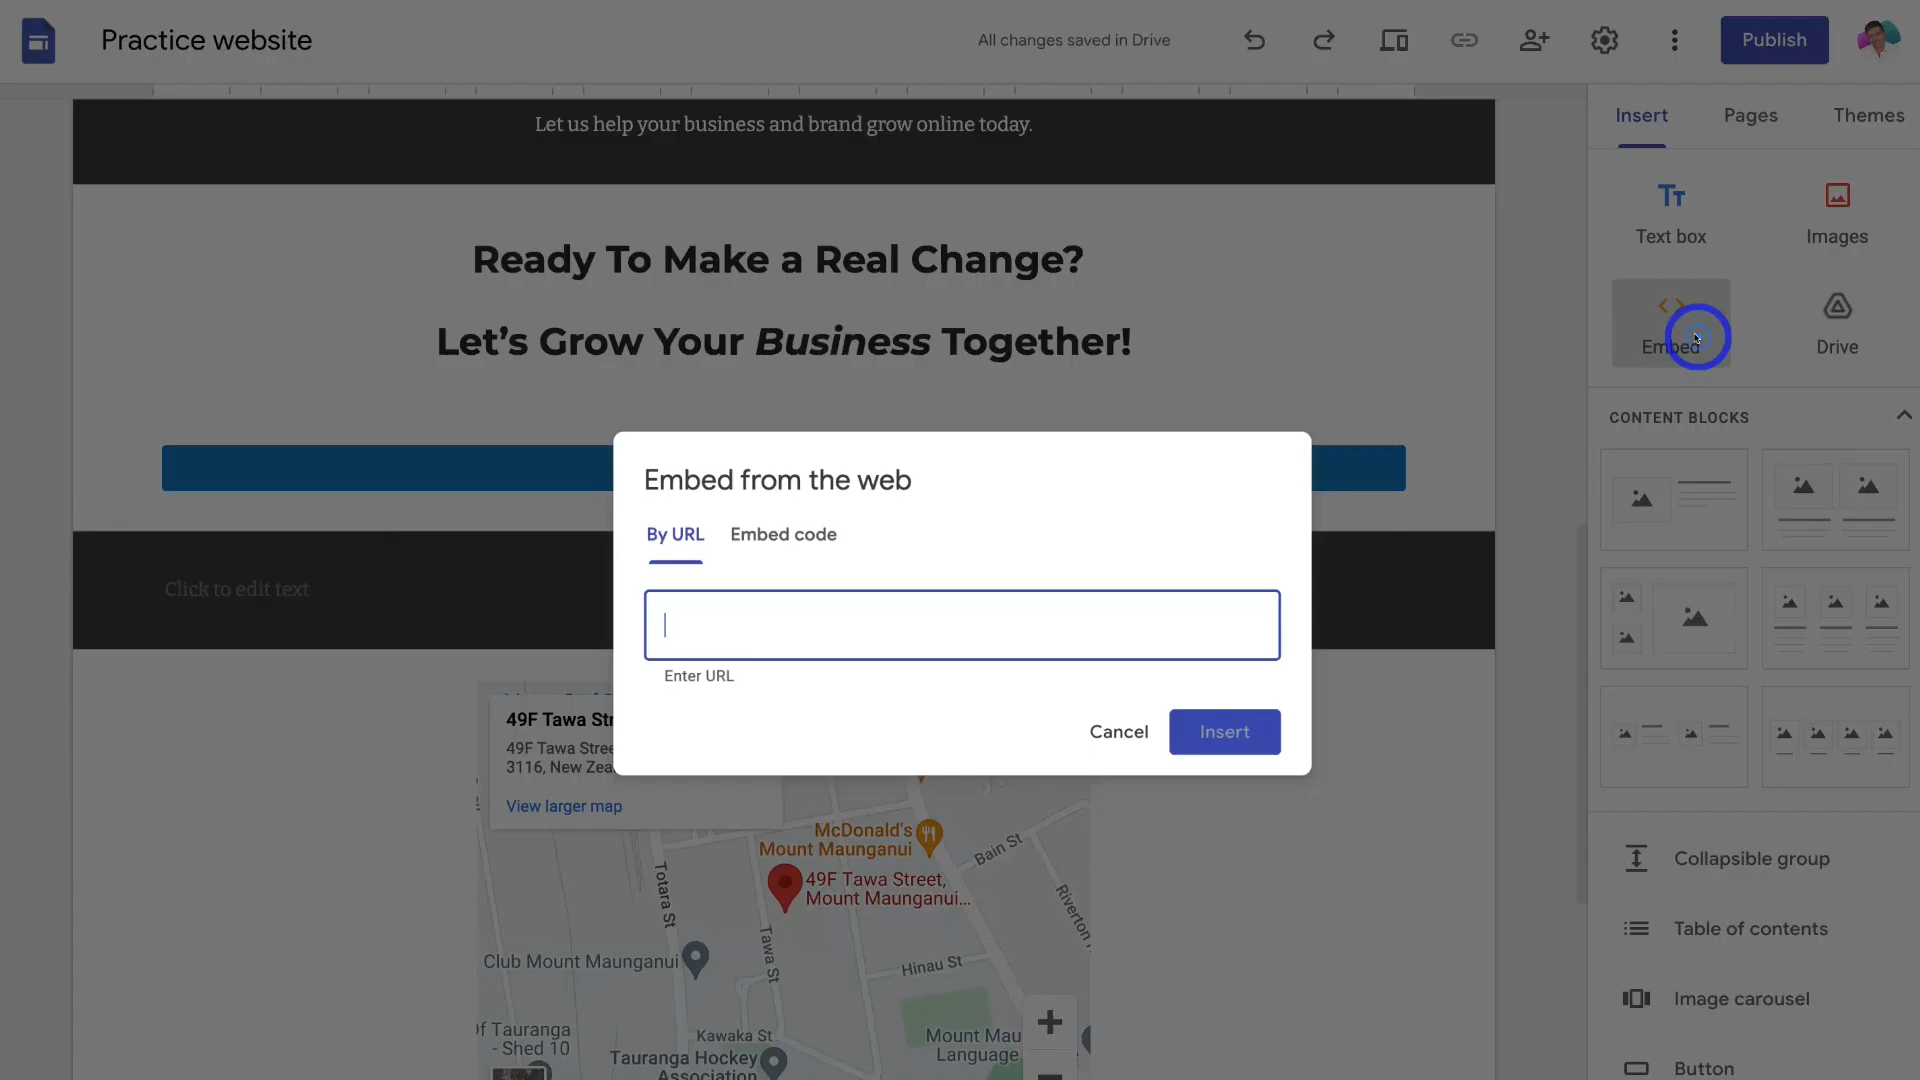 Practice website
All changes saved in Drive
Publish
Insert
Pages
Themes
Let us help your business and brand grow online today.
Text box
Images
Ready To Make a Real Change?
Let's Grow Your Business Together!
Embed
Drive
CONTENT BLOCKS
Embed from the web
By URL
Embed code
Click to edit text
Enter URL
Cancel
Insert
49F Tawa Str
49F Tawa Stree
3116, New Zea
View larger map
McDonald's
Mount Maunganui
Bain St
49F Tawa Street,
Mount Maunganui...
Totara St
Riverton
Tawa St
Club Mount Maunganui
Hinau St
Kawaka St
of Tauranga
- Shed 10
Tauranga Hockey
Association
Mount Mau
Language
Collapsible group
Table of contents
Image carousel
Button